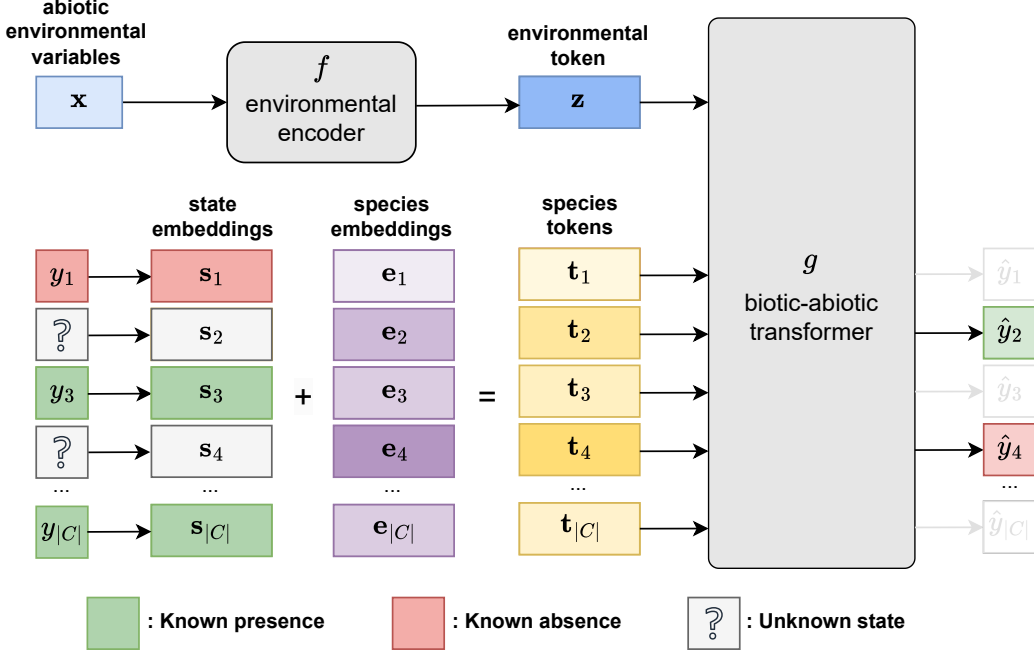 abiotic
environmental
variables
x
f
environmental
encoder
environmental
token
z
state
embeddings
species
embeddings
species
tokens
y₁ s₁ e₁ t₁ ŷ₁
? s₂ e₂ t₂ ŷ₂
y₃ s₃ + e₃ = t₃ ŷ₃
? s₄ e₄ t₄ ŷ₄
... ... ... ...
y|C| s|C| e|C| t|C| ŷ|C|
g
biotic-abiotic
transformer
: Known presence
: Known absence
? : Unknown state